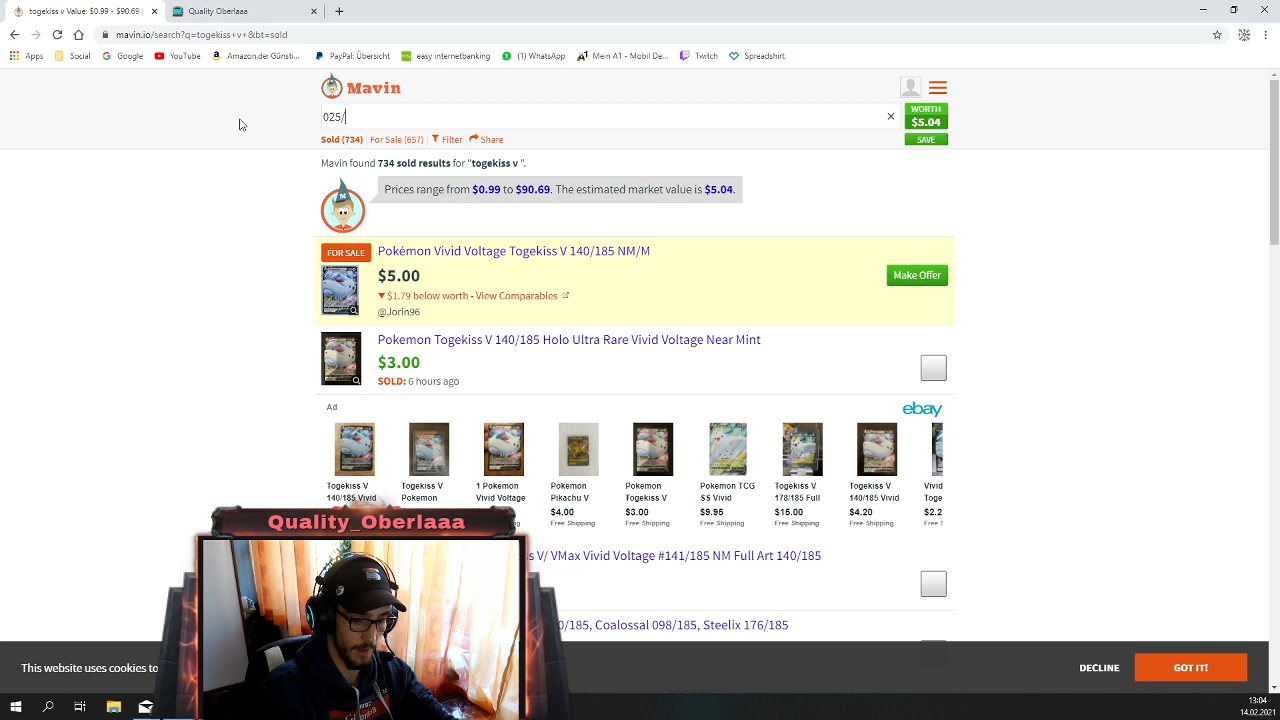 togekiss v Worth: $0.99 - $90.69
Quality Oberlaaa
mavin.io/search?q=togekiss+v+&bt=sold
Apps Social Google YouTube Amazon.de: Günsti... PayPal: Übersicht easy internetbanking (1) WhatsApp Mein A1 - Mobil De... Twitch Spreadshirt
Mavin
025/
WORTH
$5.04
Sold (734) For Sale (657) Filter Share
SAVE
Mavin found 734 sold results for "togekiss v ".
Prices range from $0.99 to $90.69. The estimated market value is $5.04.
FOR SALE
Pokémon Vivid Voltage Togekiss V 140/185 NM/M
$5.00
Make Offer
$1.79 below worth - View Comparables
@Jorin96
Pokemon Togekiss V 140/185 Holo Ultra Rare Vivid Voltage Near Mint
$3.00
SOLD: 6 hours ago
Ad
ebay
Togekiss V Togekiss V 1 Pokemon Pokemon Pokemon Pokemon TCG Togekiss V Togekiss V Vivid
140/185 Vivid Pokemon Vivid Voltage Pikachu V Togekiss V SS Vivid 178/185 Full 140/185 Vivid Toge
$4.00 $3.00 $9.95 $15.00 $4.20 $2.2
Free Shipping Free Shipping Free Shipping Free Shipping Free Shipping Free S
Quality_Oberlaaa
s V/ VMax Vivid Voltage #141/185 NM Full Art 140/185
0/185, Coalossal 098/185, Steelix 176/185
This website uses cookies to
DECLINE
GOT IT!
13:04
14.02.2021